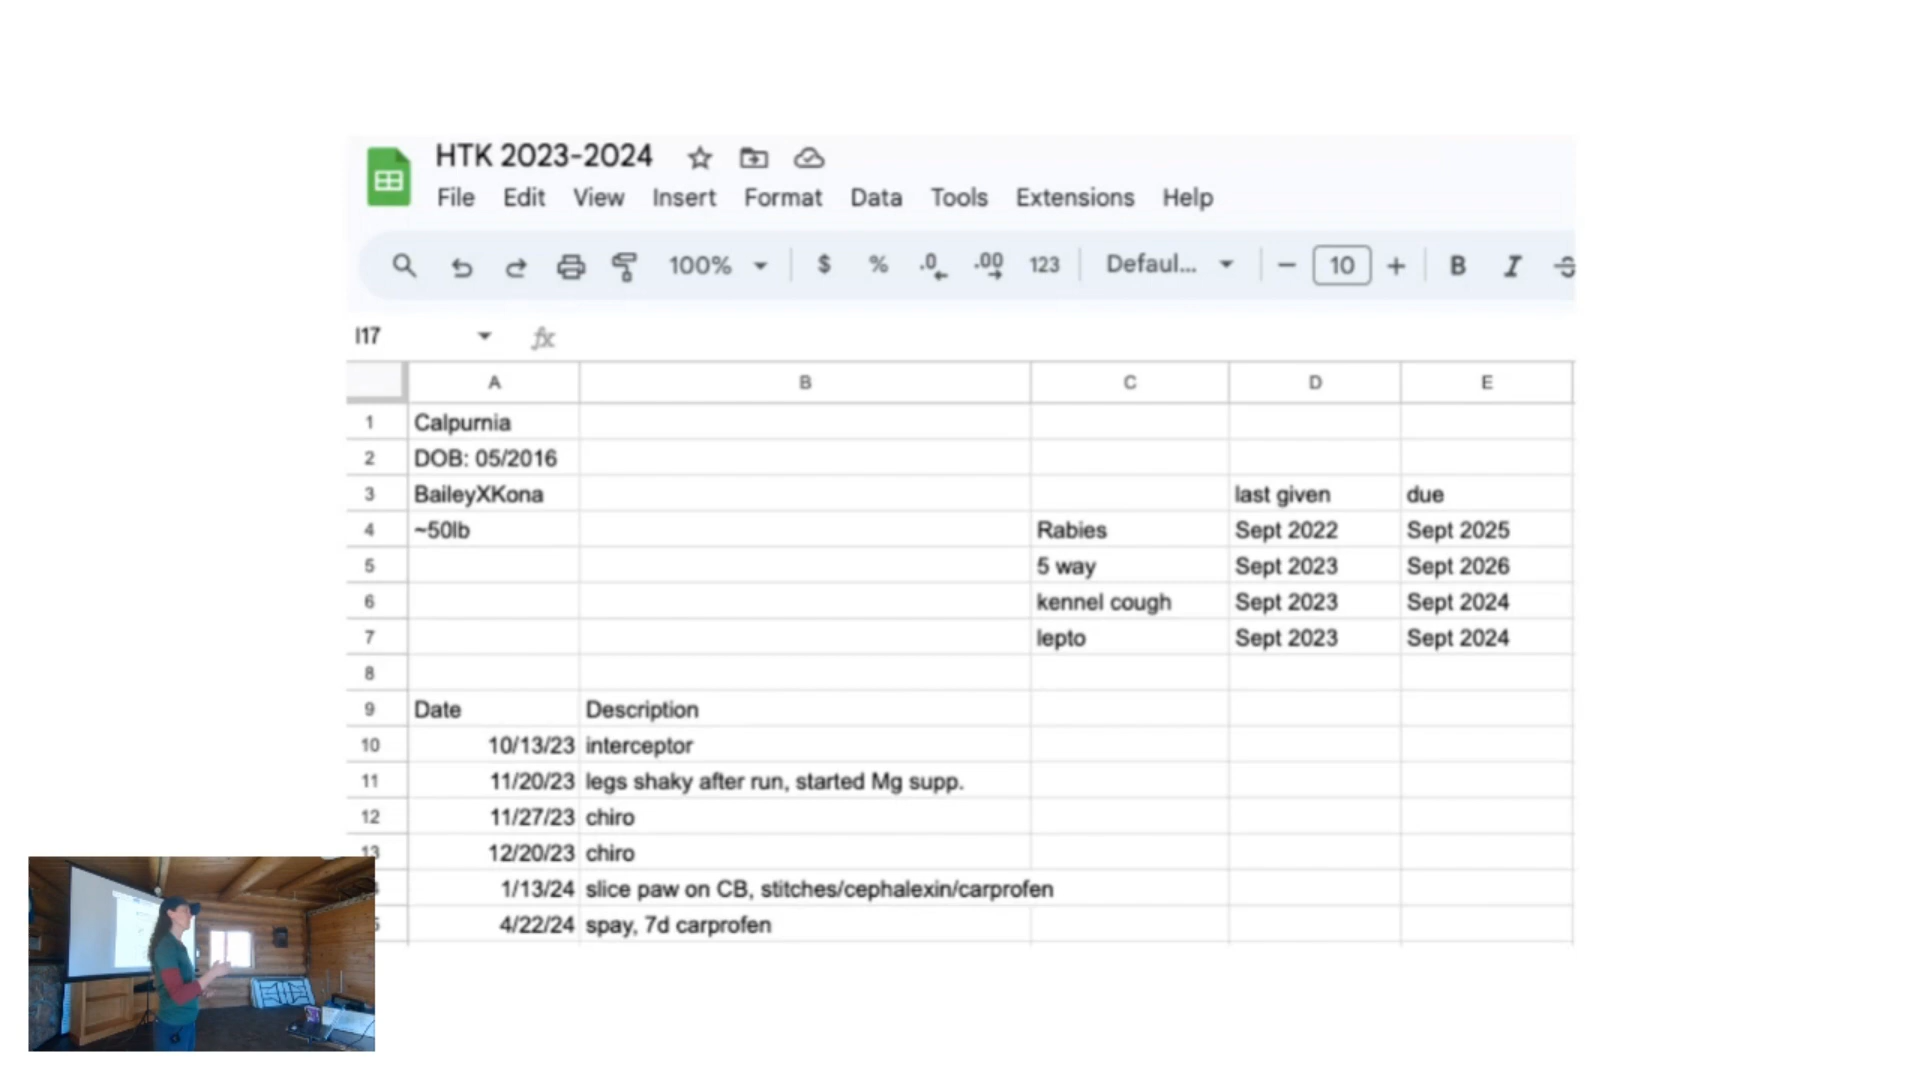 HTK 2023-2024
File Edit View Insert Format Data Tools Extensions Help
100% $ % .0 .00 123 Defaul... 10 B I S
I17 fx
A B C D E
1 Calpurnia
2 DOB: 05/2016
3 BaileyXKona last given due
4 ~50lb Rabies Sept 2022 Sept 2025
5 5 way Sept 2023 Sept 2026
6 kennel cough Sept 2023 Sept 2024
7 lepto Sept 2023 Sept 2024
8
9 Date Description
10 10/13/23 interceptor
11 11/20/23 legs shaky after run, started Mg supp.
12 11/27/23 chiro
13 12/20/23 chiro
1/13/24 slice paw on CB, stitches/cephalexin/carprofen
4/22/24 spay, 7d carprofen